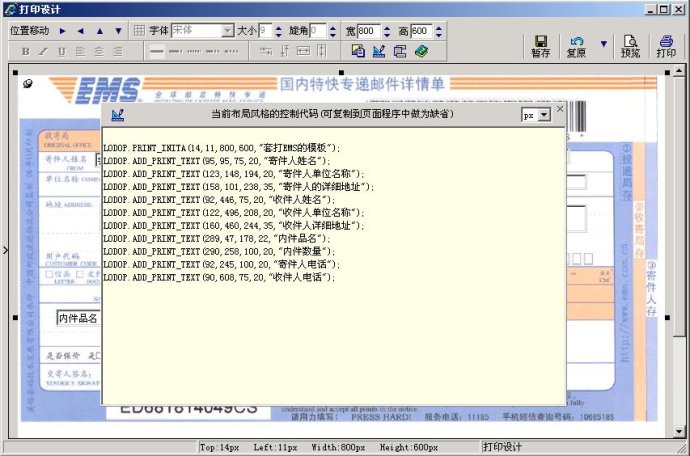 打印设计
位置移动 字体 宋体 大小 9 旋角 0 宽 800 高 600
B I U
暂存 复原 预览 打印
EMS 全球邮政特快专递
国内特快专递邮件详情单
当前布局风格的控制代码(可复制到页面程序中做为缺省) px
LODOP.PRINT_INITA(14,11,800,600,"套打EMS的模板");
LODOP.ADD_PRINT_TEXT(95,95,75,20,"寄件人姓名");
LODOP.ADD_PRINT_TEXT(123,148,194,20,"寄件人单位名称");
LODOP.ADD_PRINT_TEXT(158,101,238,35,"寄件人的详细地址");
LODOP.ADD_PRINT_TEXT(92,446,75,20,"收件人姓名");
LODOP.ADD_PRINT_TEXT(122,496,208,20,"收件人单位名称");
LODOP.ADD_PRINT_TEXT(160,460,244,35,"收件人详细地址");
LODOP.ADD_PRINT_TEXT(289,47,178,22,"内件品名");
LODOP.ADD_PRINT_TEXT(290,258,100,20,"内件数量");
LODOP.ADD_PRINT_TEXT(92,245,100,20,"寄件人电话");
LODOP.ADD_PRINT_TEXT(90,608,75,20,"收件人电话");
收寄局
ORIGINAL OFFICE
寄件人姓名
FROM
单位名称
地址 ADDRESS:
用户代码
CUSTOMER CODE
信函
LETTER
内件品名
是否保价
交寄人签名:
SENDER'S SIGNAT
ED661814049CS
understand and accept all points in the notice.
请用力填写! PRESS HARD! 服务电话: 11185 手机短信查询号码: 10665185
①投递局存
②收寄局存
③寄件人存
http://www.ems.com.cn
Top:14px Left:11px Width:800px Height:600px 打印设计